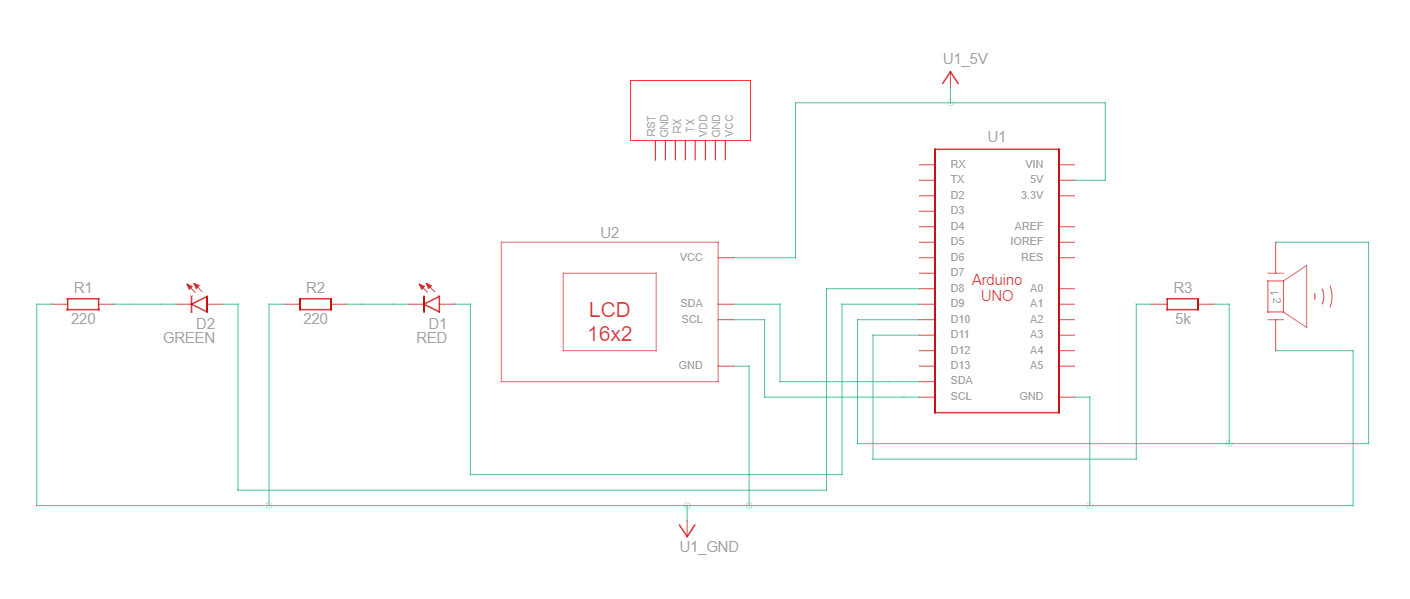 U1_5V
RST
GND
RX
TX
VDD
GND
VCC
U1
RX
TX
D2
D3
D4
D5
D6
D7
D8
D9
D10
D11
D12
D13
SDA
SCL
VIN
5V
3.3V
AREF
IOREF
RES
A0
A1
A2
A3
A4
A5
GND
Arduino
UNO
U2
VCC
SDA
SCL
GND
LCD
16x2
R1
220
D2
GREEN
R2
220
D1
RED
R3
5k
1
2
U1_GND